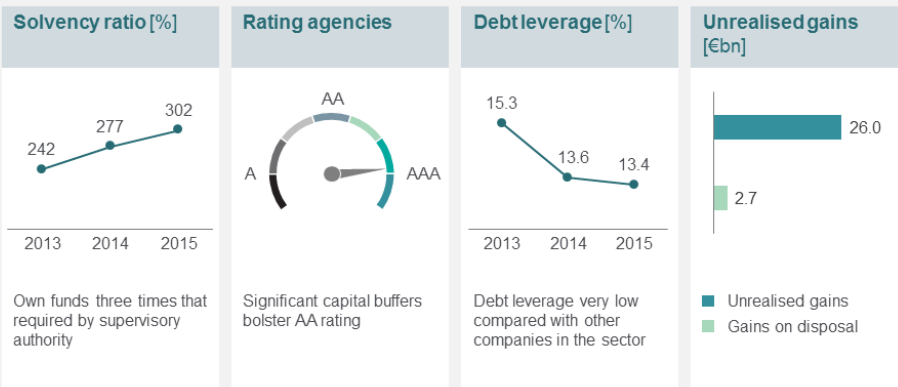 Solvency ratio [%]
242
277
302
2013 2014 2015
Own funds three times that
required by supervisory
authority
Rating agencies
A
AA
AAA
Significant capital buffers
bolster AA rating
Debt leverage [%]
15.3
13.6
13.4
2013 2014 2015
Debt leverage very low
compared with other
companies in the sector
Unrealised gains
[€bn]
26.0
2.7
Unrealised gains
Gains on disposal